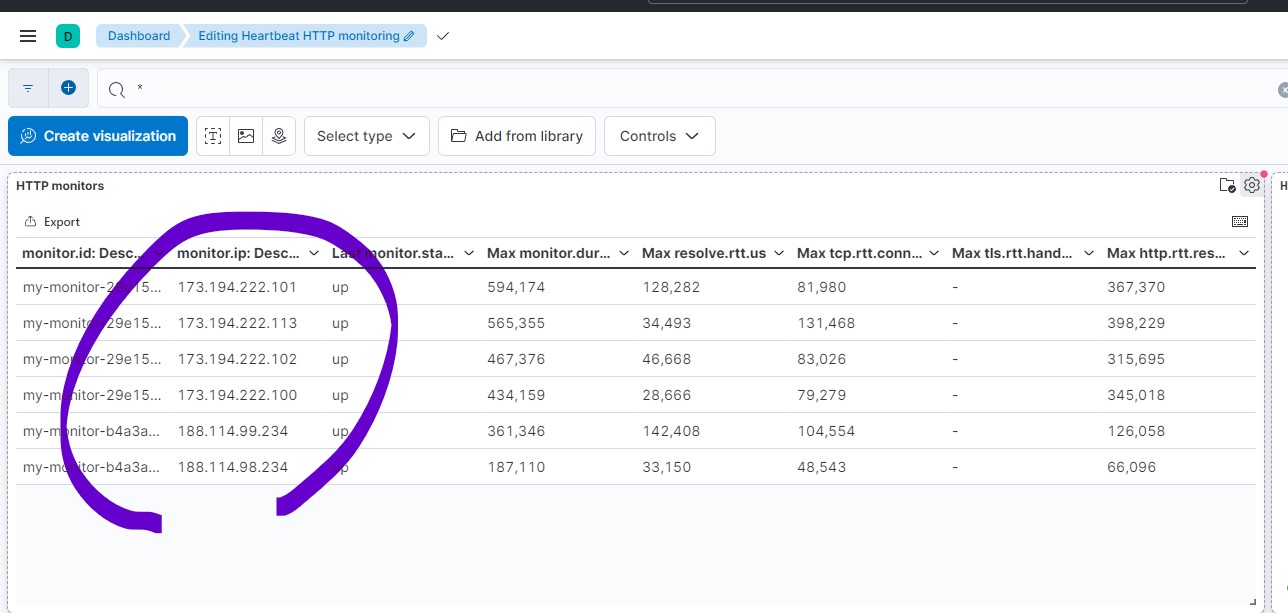 D Dashboard Editing Heartbeat HTTP monitoring
*
Create visualization Select type Add from library Controls
HTTP monitors
Export
monitor.id: Desc... monitor.ip: Desc... Last monitor.sta... Max monitor.dur... Max resolve.rtt.us Max tcp.rtt.conn... Max tls.rtt.hand... Max http.rtt.res...
my-monitor-29e15... 173.194.222.101 up 594,174 128,282 81,980 - 367,370
my-monitor-29e15... 173.194.222.113 up 565,355 34,493 131,468 - 398,229
my-monitor-29e15... 173.194.222.102 up 467,376 46,668 83,026 - 315,695
my-monitor-29e15... 173.194.222.100 up 434,159 28,666 79,279 - 345,018
my-monitor-b4a3a... 188.114.99.234 up 361,346 142,408 104,554 - 126,058
my-monitor-b4a3a... 188.114.98.234 up 187,110 33,150 48,543 - 66,096